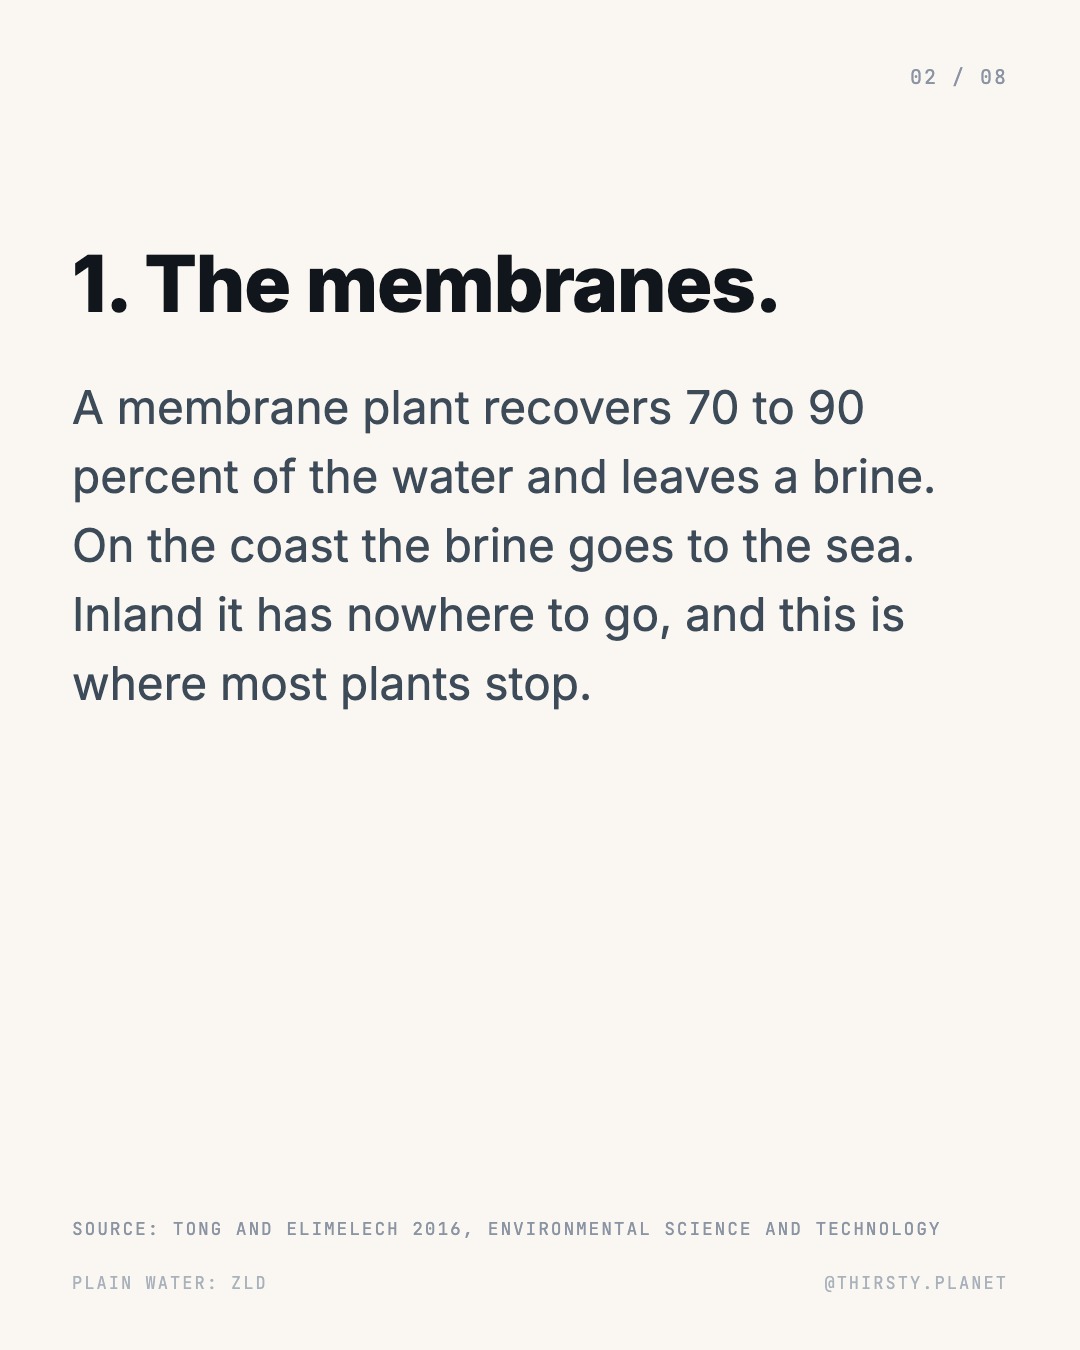 02 / 08
1. The membranes.
A membrane plant recovers 70 to 90
percent of the water and leaves a brine.
On the coast the brine goes to the sea.
Inland it has nowhere to go, and this is
where most plants stop.
SOURCE: TONG AND ELIMELECH 2016, ENVIRONMENTAL SCIENCE AND TECHNOLOGY
PLAIN WATER: ZLD
@THIRSTY.PLANET